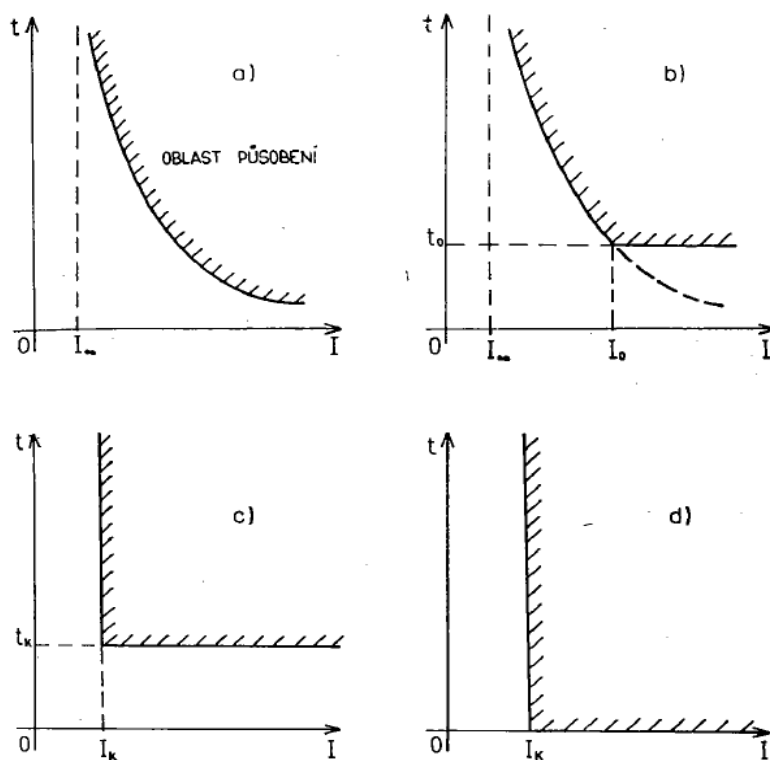 t
a)
OBLAST PŮSOBENÍ
0
I∞
I
t
b)
t₀
0
I∞
I₀
I
t
c)
tₖ
0
Iₖ
I
t
d)
0
Iₖ
I